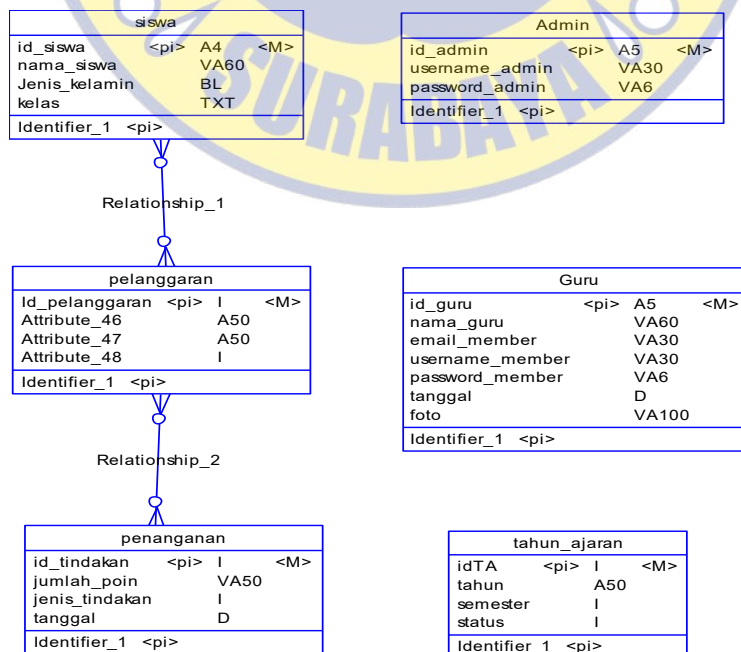 siswa
id_siswa <pi> A4 <M>
nama_siswa VA60
Jenis_kelamin BL
kelas TXT
Identifier_1 <pi>
Admin
id_admin <pi> A5 <M>
username_admin VA30
password_admin VA6
Identifier_1 <pi>
SURABAYA
Relationship_1
pelanggaran
Id_pelanggaran <pi> I <M>
Attribute_46 A50
Attribute_47 A50
Attribute_48 I
Identifier_1 <pi>
Guru
id_guru <pi> A5 <M>
nama_guru VA60
email_member VA30
username_member VA30
password_member VA6
tanggal D
foto VA100
Identifier_1 <pi>
Relationship_2
penanganan
id_tindakan <pi> I <M>
jumlah_poin VA50
jenis_tindakan I
tanggal D
Identifier_1 <pi>
tahun_ajaran
idTA <pi> I <M>
tahun A50
semester I
status I
Identifier_1 <pi>